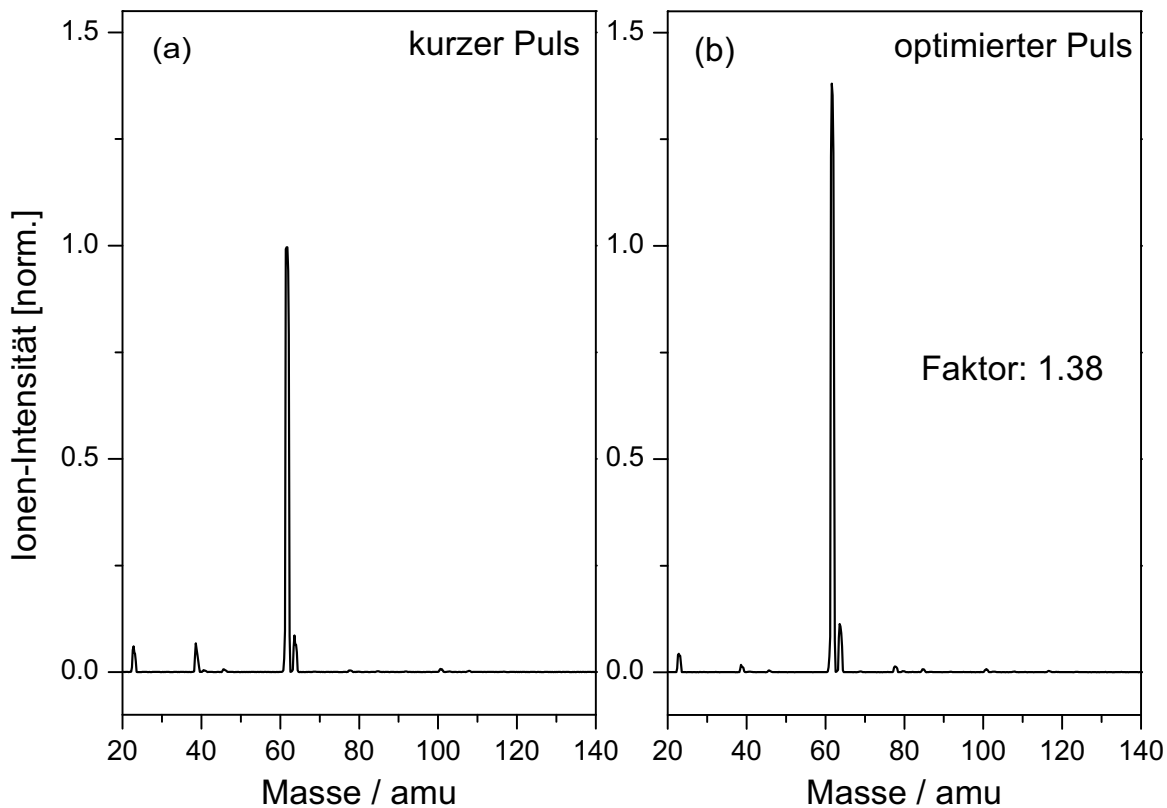 (a)
kurzer Puls
1.5
1.0
0.5
0.0
Ionen-Intensität [norm.]
20 40 60 80 100 120 140
Masse / amu
(b)
optimierter Puls
1.5
1.0
0.5
0.0
Faktor: 1.38
20 40 60 80 100 120 140
Masse / amu